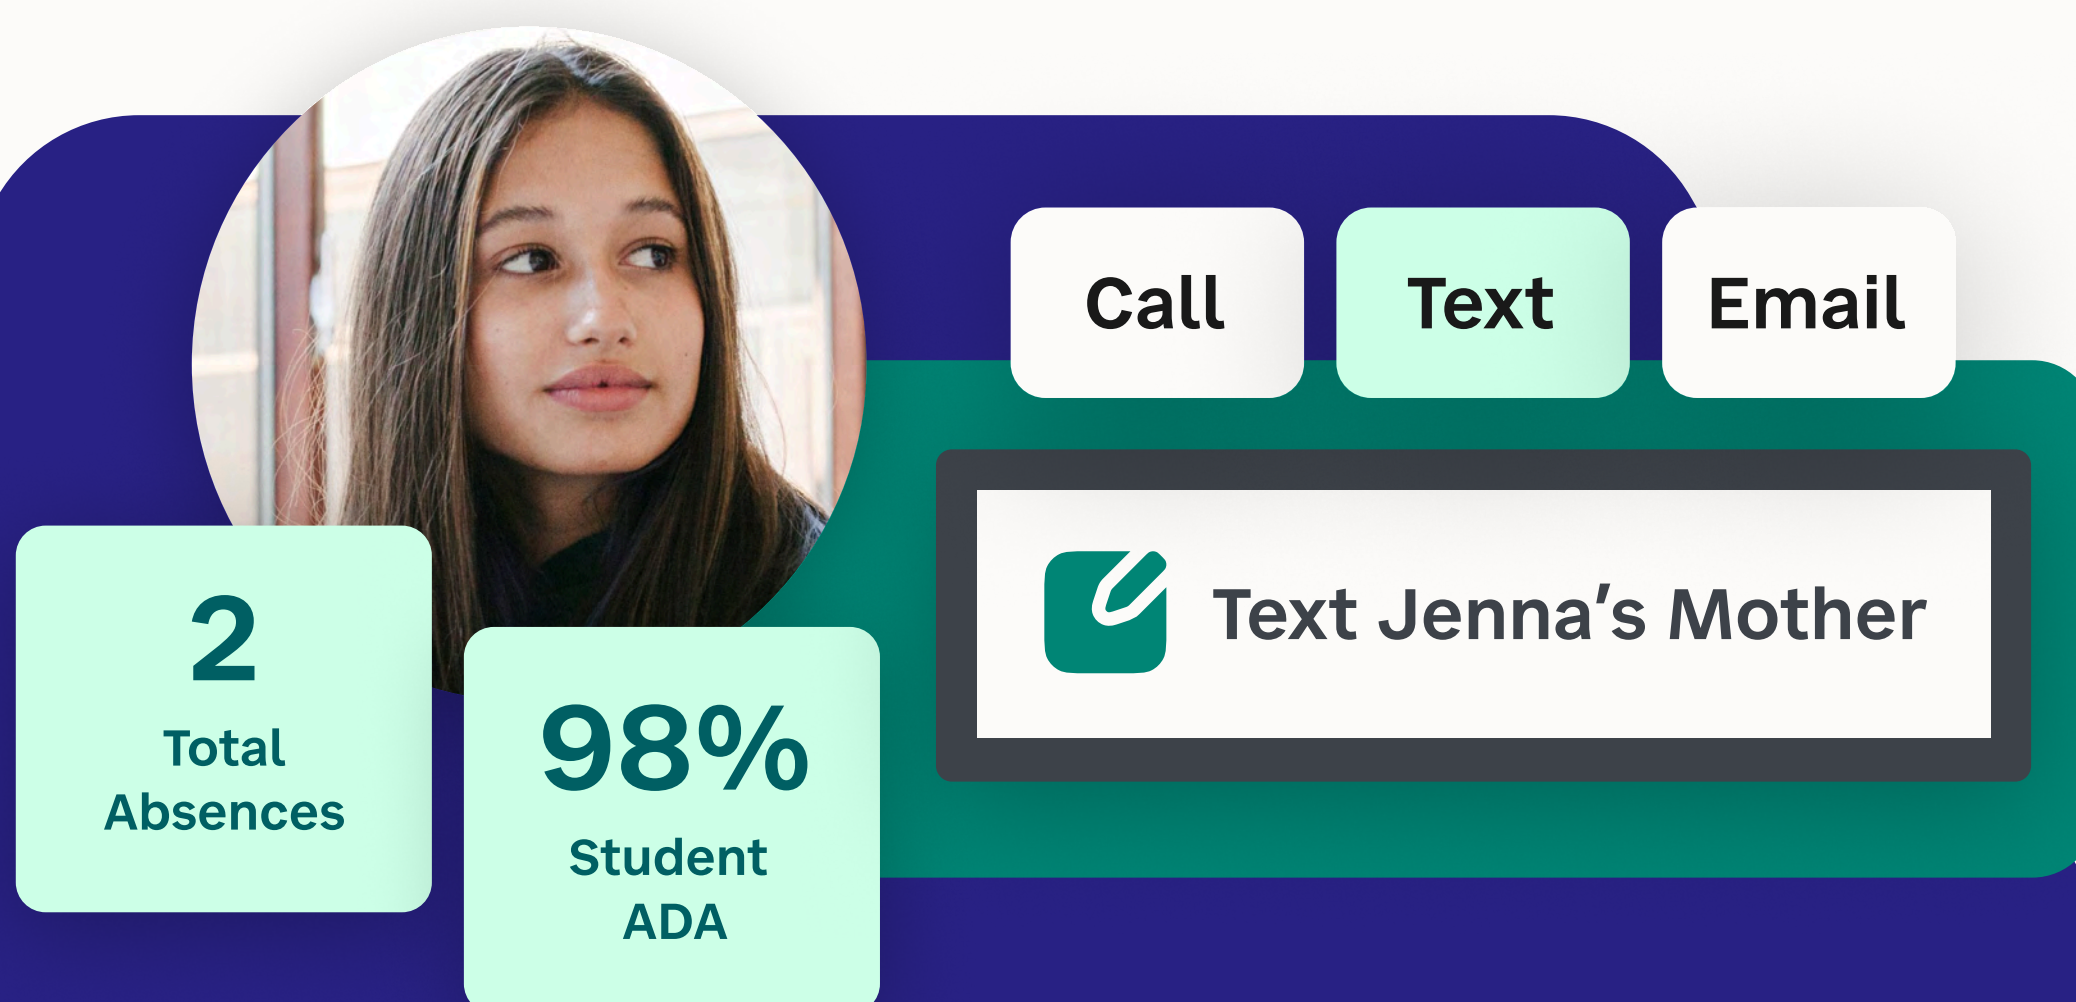 Call
Text
Email
Text Jenna’s Mother
2
Total
Absences
98%
Student
ADA